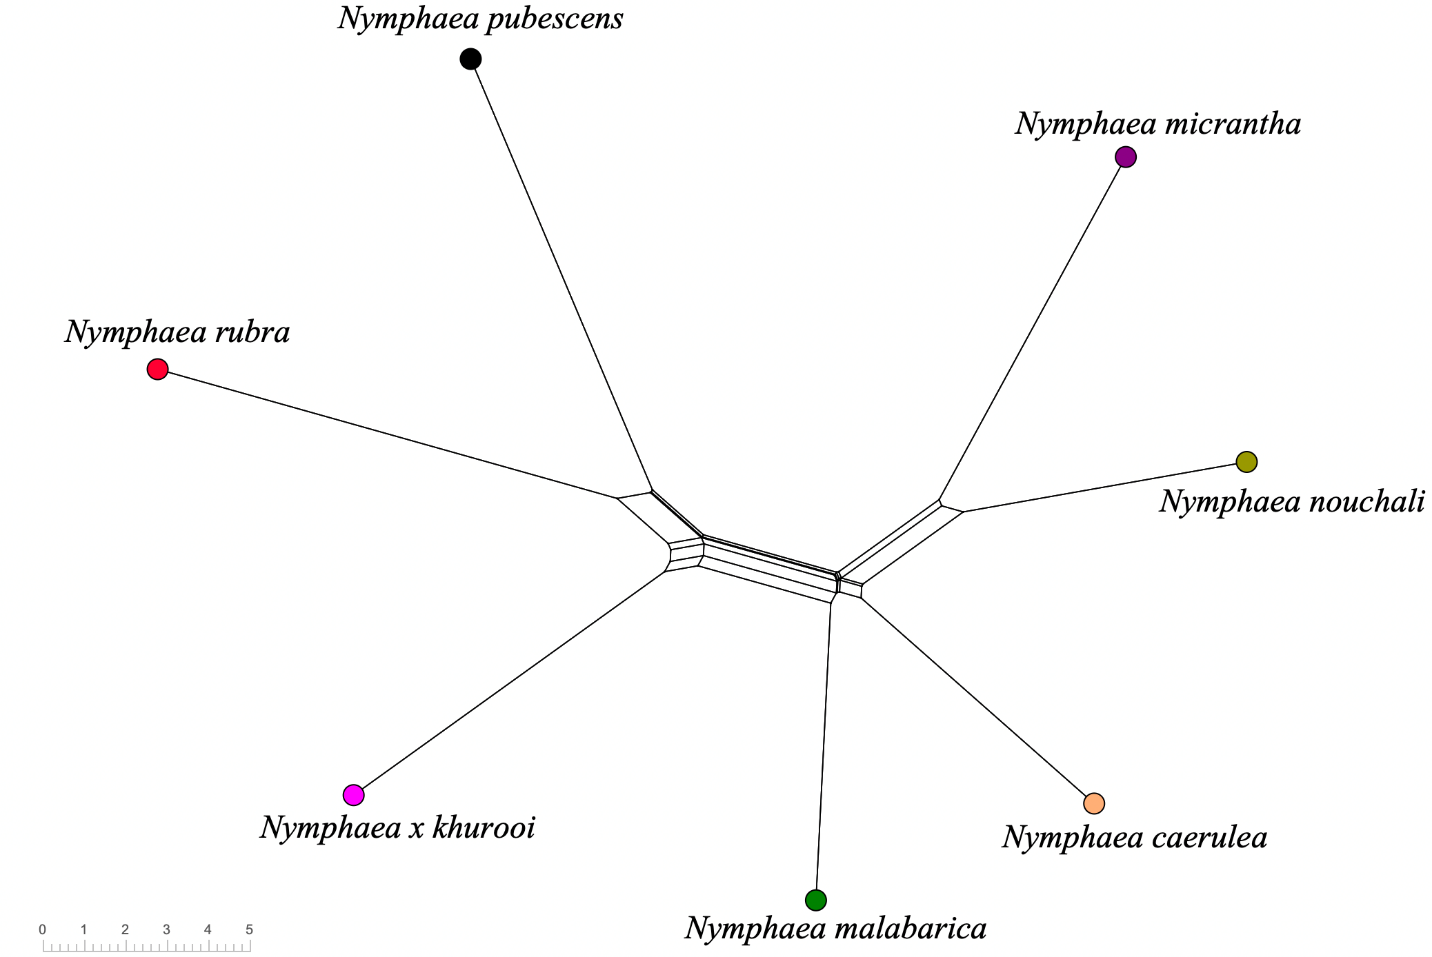 Nymphaea pubescens
Nymphaea micrantha
Nymphaea rubra
Nymphaea nouchali
Nymphaea x khurooi
Nymphaea caerulea
Nymphaea malabarica
0 1 2 3 4 5